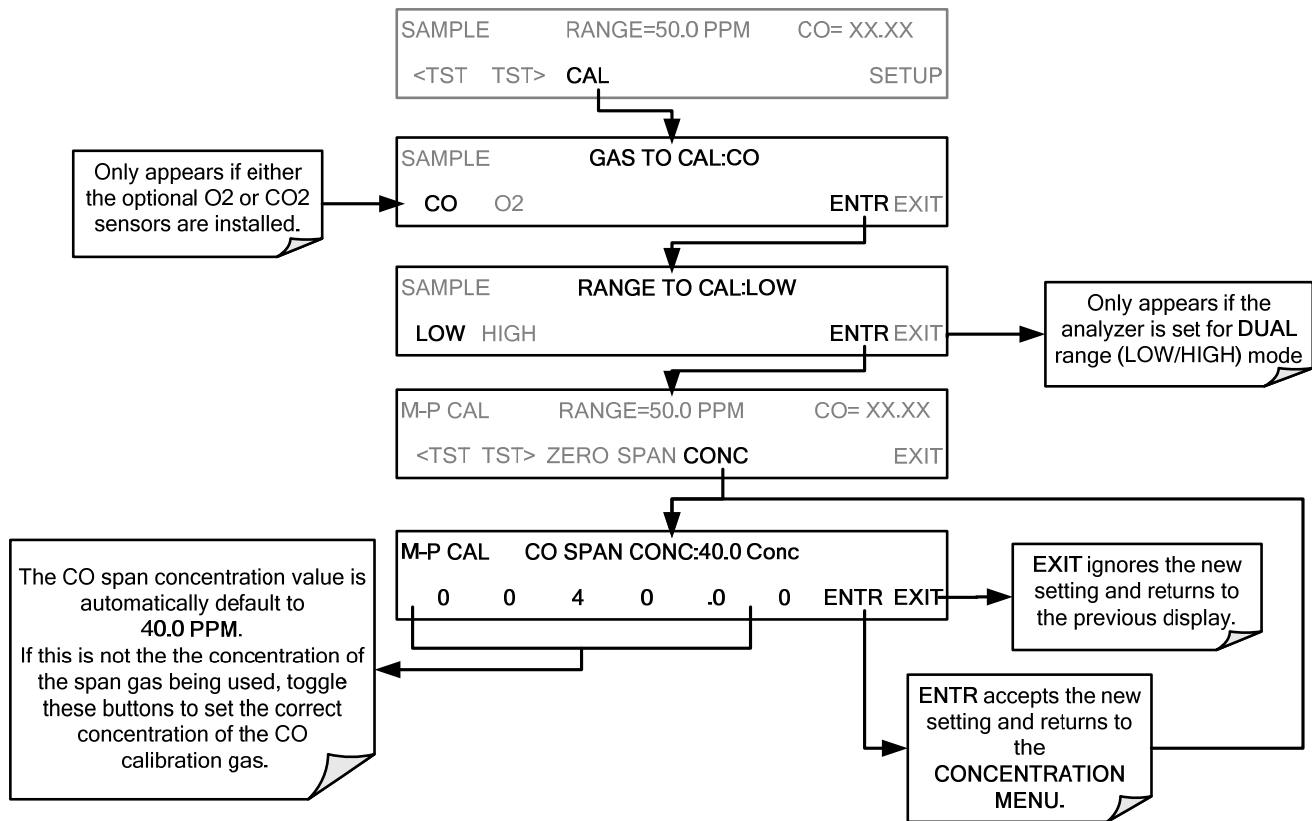 SAMPLE RANGE=50.0 PPM CO= XX.XX
<TST TST> CAL SETUP
Only appears if either
the optional O2 or CO2
sensors are installed.
SAMPLE GAS TO CAL:CO
CO O2 ENTR EXIT
SAMPLE RANGE TO CAL:LOW
LOW HIGH ENTR EXIT
Only appears if the
analyzer is set for DUAL
range (LOW/HIGH) mode
M-P CAL RANGE=50.0 PPM CO= XX.XX
<TST TST> ZERO SPAN CONC EXIT
M-P CAL CO SPAN CONC:40.0 Conc
0 0 4 0 .0 0 ENTR EXIT
The CO span concentration value is
automatically default to
40.0 PPM.
If this is not the the concentration of
the span gas being used, toggle
these buttons to set the correct
concentration of the CO
calibration gas.
EXIT ignores the new
setting and returns to
the previous display.
ENTR accepts the new
setting and returns to
the
CONCENTRATION
MENU.